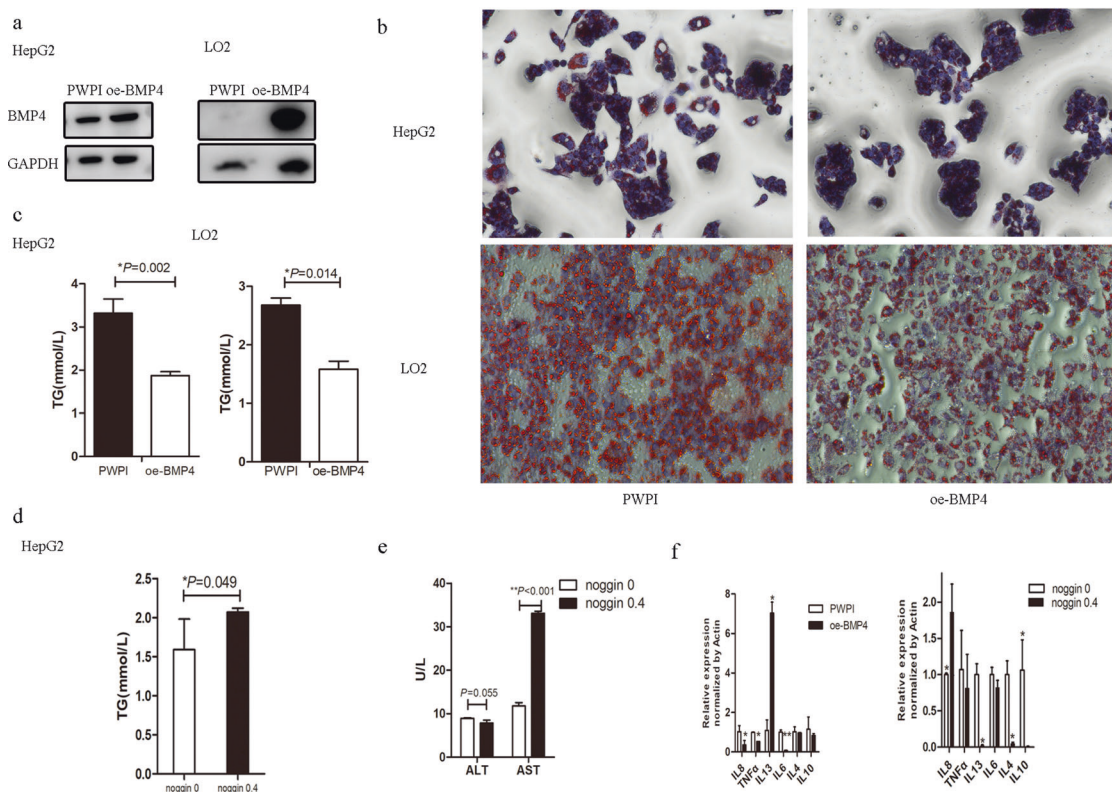 a
HepG2
LO2
PWPI oe-BMP4
PWPI oe-BMP4
BMP4
GAPDH
b
HepG2
LO2
PWPI
oe-BMP4
c
HepG2
LO2
*P=0.002
TG(mmol/L)
4
3
2
1
0
PWPI
oe-BMP4
*P=0.014
TG(mmol/L)
3
2
1
0
PWPI
oe-BMP4
d
HepG2
*P=0.049
TG(mmol/L)
2.5
2.0
1.5
1.0
0.5
0.0
noggin 0
noggin 0.4
e
noggin 0
noggin 0.4
**P<0.001
P=0.055
U/L
40
30
20
10
0
ALT
AST
f
PWPI
oe-BMP4
Relative expression
normalized by Actin
8
6
4
2
0
*
*
*
**
IL8
TNFα
IL13
IL6
IL4
IL10
noggin 0
noggin 0.4
Relative expression
normalized by Actin
2.0
1.5
1.0
0.5
0.0
*
*
*
*
IL8
TNFα
IL13
IL6
IL4
IL10